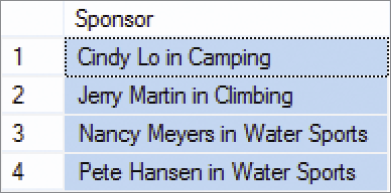 Sponsor
1 Cindy Lo in Camping
2 Jerry Martin in Climbing
3 Nancy Meyers in Water Sports
4 Pete Hansen in Water Sports